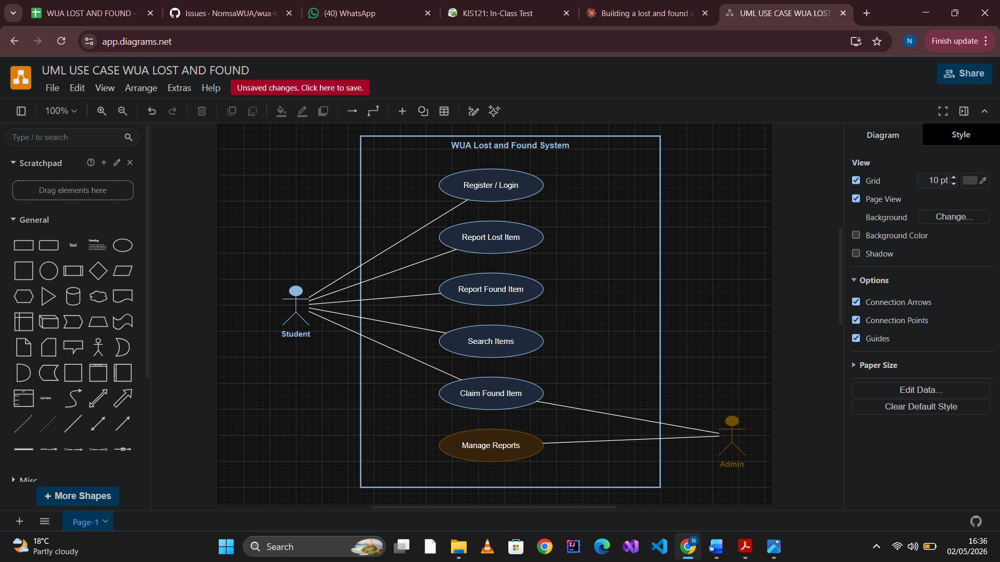 WUA LOST AND FOUND -
Issues · NomsaWUA/wua-l
(40) WhatsApp
KIS121: In-Class Test
Building a lost and found a
UML USE CASE WUA LOST
app.diagrams.net
N
Finish update
UML USE CASE WUA LOST AND FOUND
File Edit View Arrange Extras Help
Unsaved changes. Click here to save.
Share
100%
Type / to search
Scratchpad
Drag elements here
General
Text
Heading
List Item
Misc
+ More Shapes
WUA Lost and Found System
Register / Login
Report Lost Item
Report Found Item
Search Items
Claim Found Item
Manage Reports
Student
Admin
Diagram
Style
View
Grid
10 pt
Page View
Background
Change...
Background Color
Shadow
Options
Connection Arrows
Connection Points
Guides
Paper Size
Edit Data...
Clear Default Style
Page-1
18°C
Partly cloudy
Search
N
16:36
02/05/2026